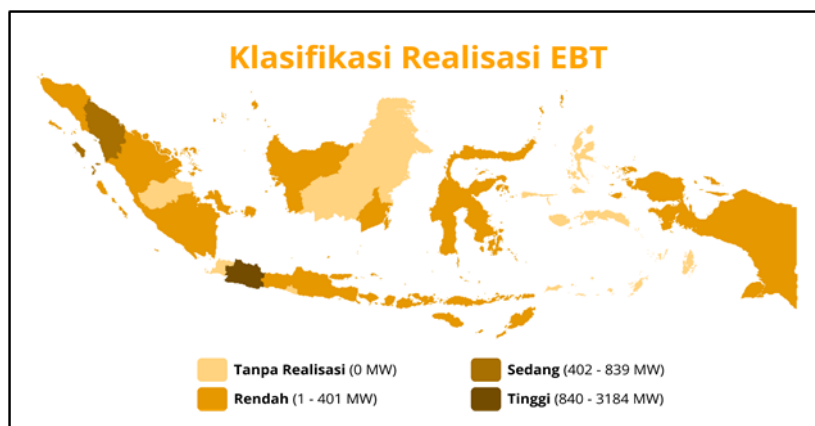 Klasifikasi Realisasi EBT
Tanpa Realisasi (0 MW)
Rendah (1 - 401 MW)
Sedang (402 - 839 MW)
Tinggi (840 - 3184 MW)